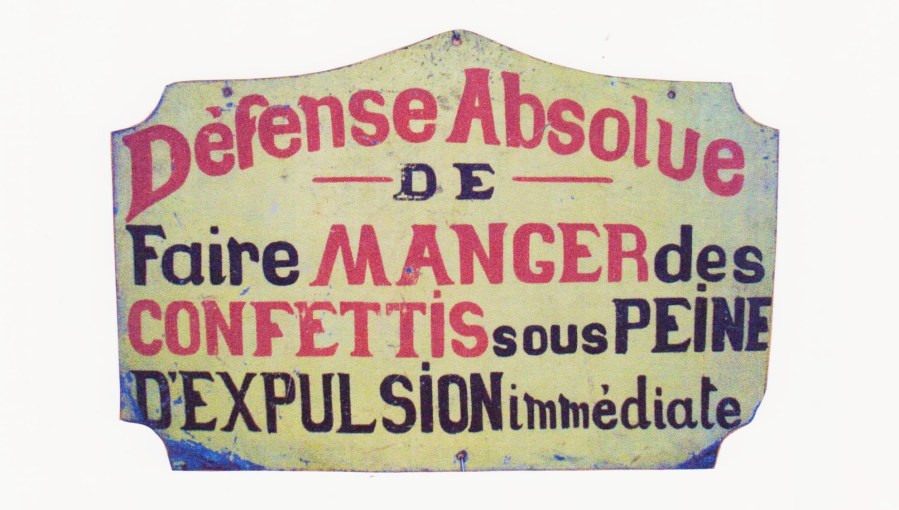 Défense Absolue
DE
Faire MANGER des
CONFETTiS sous PEiNE
D'EXPULSiON immédiate